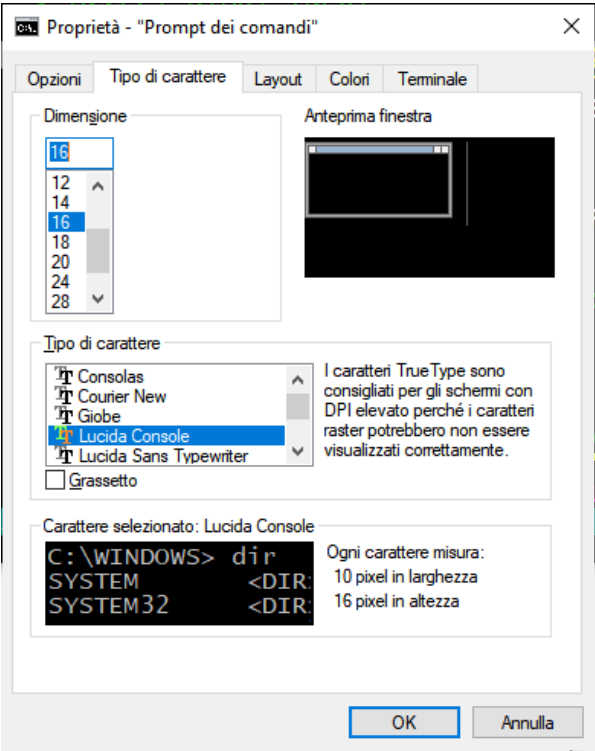 Proprietà - "Prompt dei comandi"
Opzioni
Tipo di carattere
Layout
Colori
Terminale
Dimensione
16
12
14
16
18
20
24
28
Anteprima finestra
Tipo di carattere
Consolas
Courier New
Giobe
Lucida Console
Lucida Sans Typewriter
Grassetto
I caratteri TrueType sono
consigliati per gli schermi con
DPI elevato perché i caratteri
raster potrebbero non essere
visualizzati correttamente.
Carattere selezionato: Lucida Console
C:\WINDOWS> dir
SYSTEM <DIR
SYSTEM32 <DIR
Ogni carattere misura:
10 pixel in larghezza
16 pixel in altezza
OK
Annulla